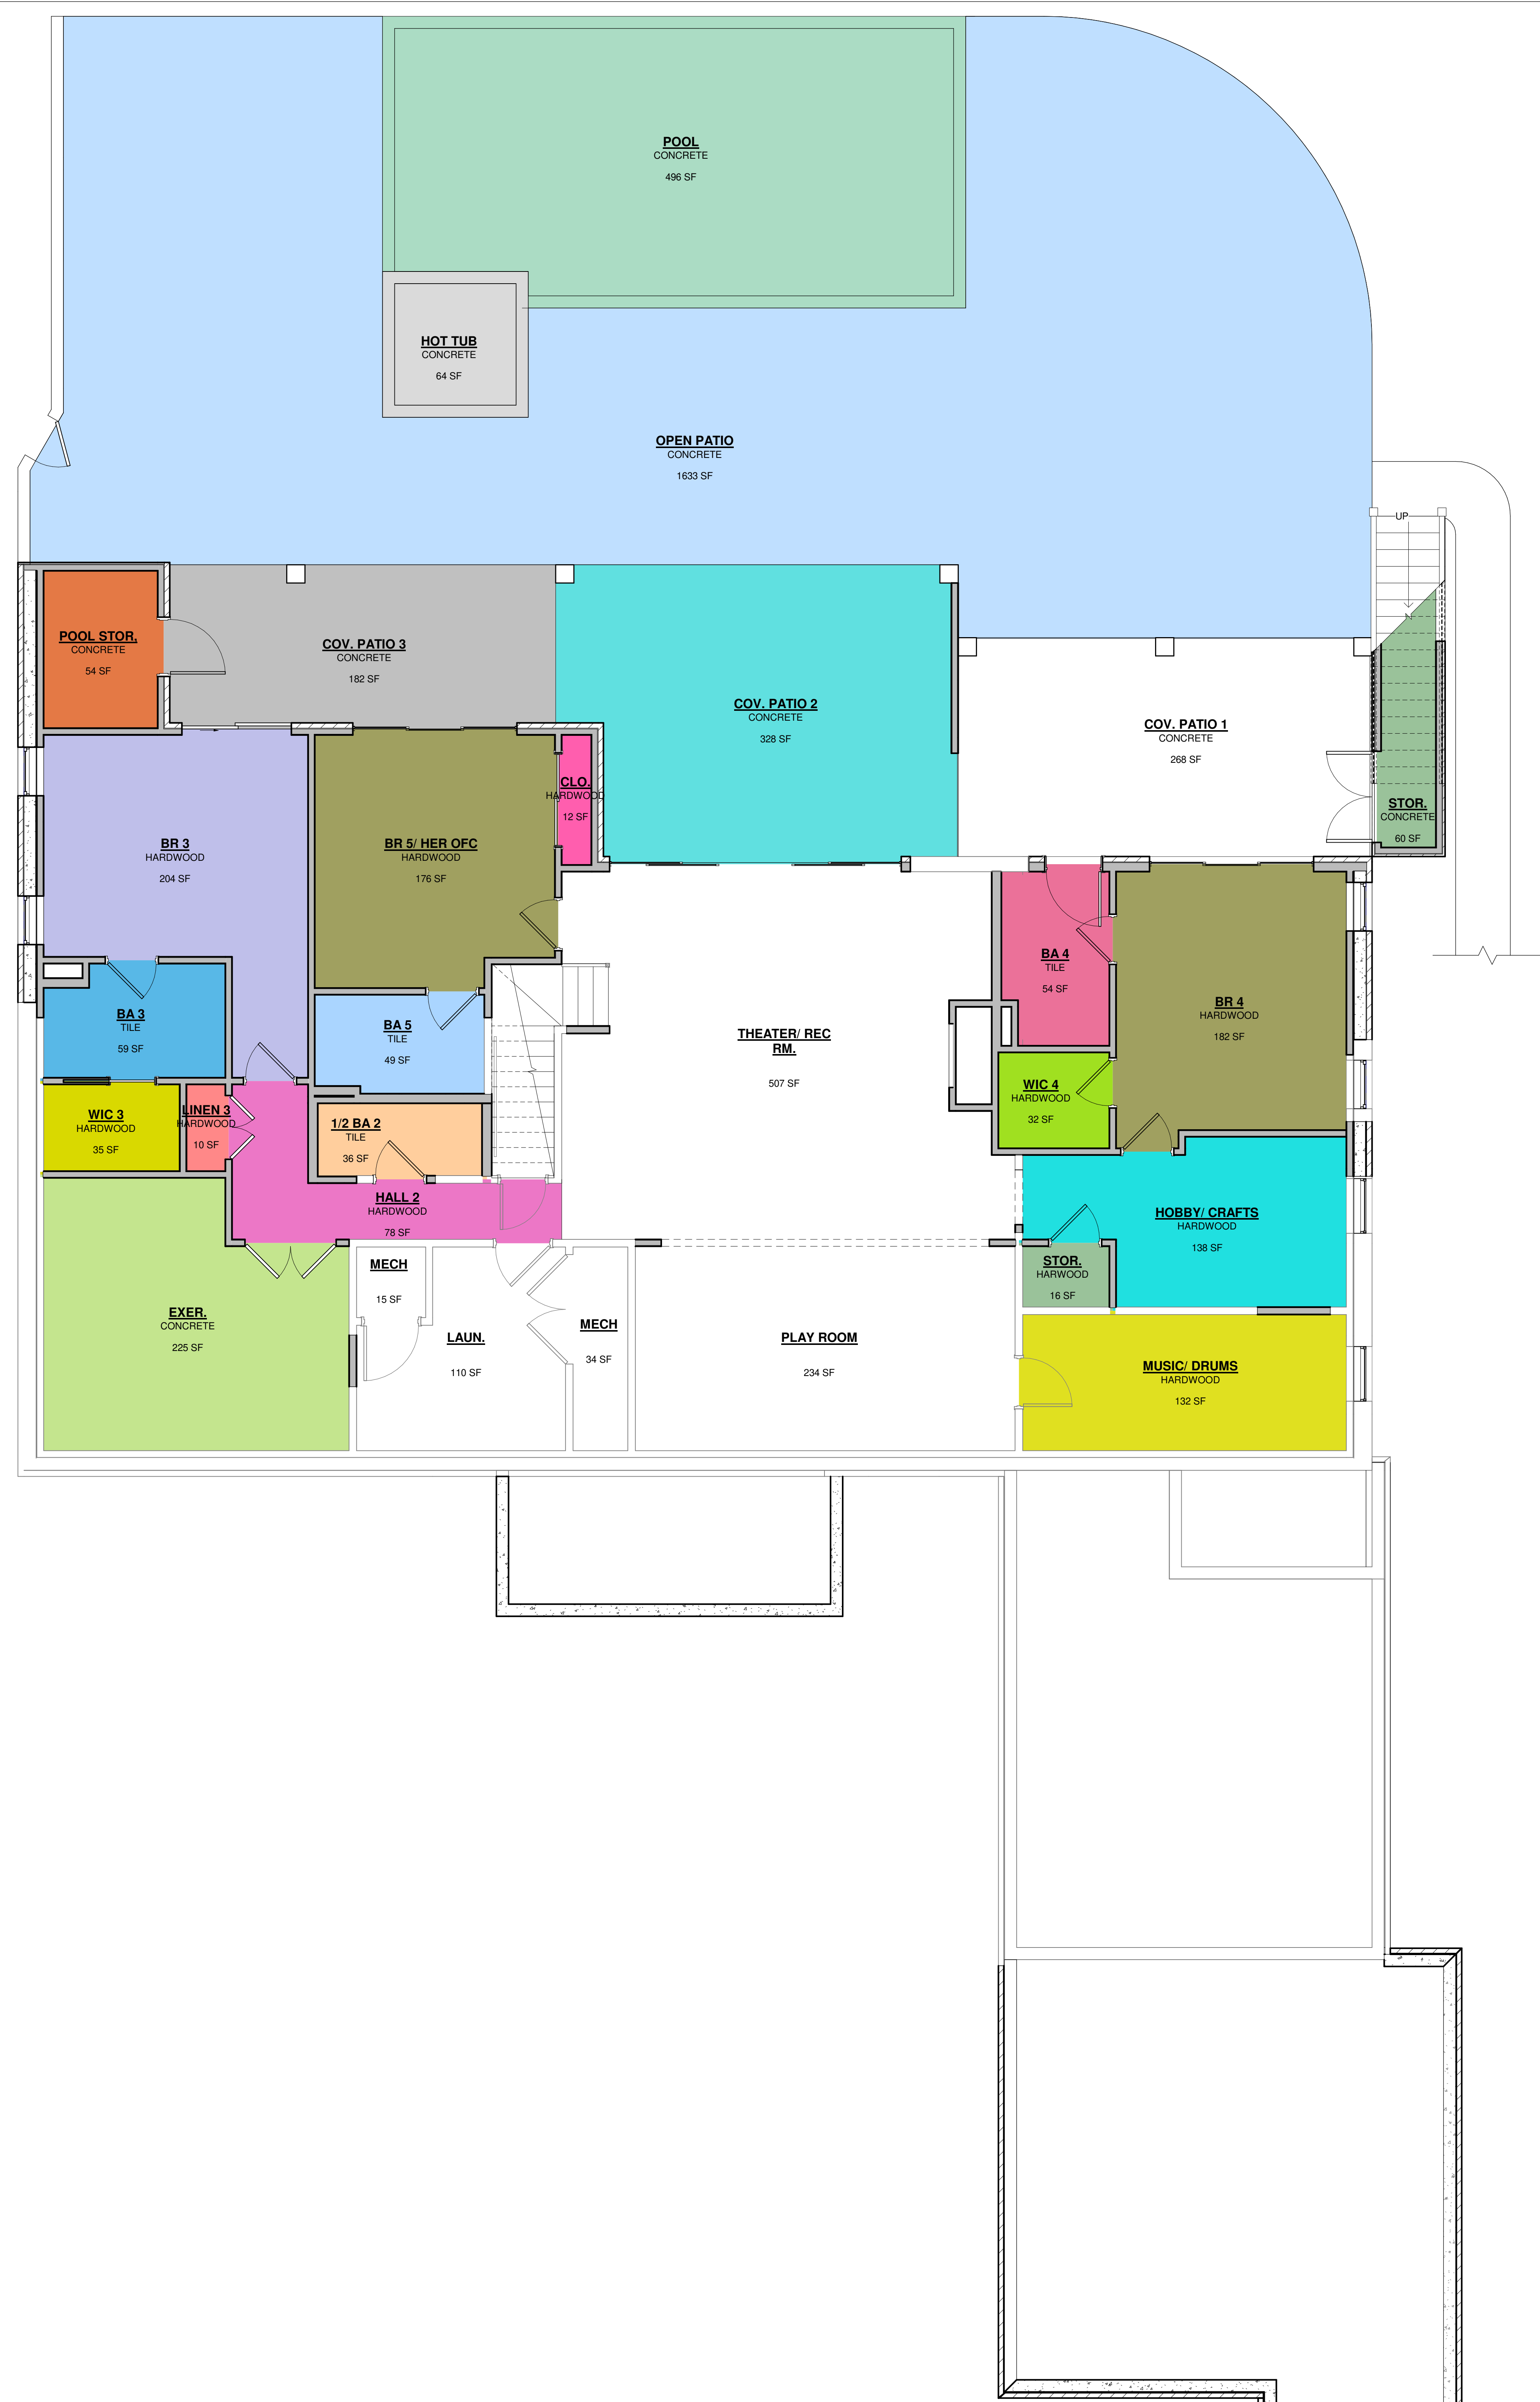 POOL
CONCRETE
496 SF
HOT TUB
CONCRETE
64 SF
OPEN PATIO
CONCRETE
1633 SF
UP
POOL STOR.
CONCRETE
54 SF
COV. PATIO 3
CONCRETE
182 SF
COV. PATIO 2
CONCRETE
328 SF
COV. PATIO 1
CONCRETE
268 SF
STOR.
CONCRETE
60 SF
BR 3
HARDWOOD
204 SF
BR 5/ HER OFC
HARDWOOD
176 SF
CLO.
HARDWOOD
12 SF
BA 4
TILE
54 SF
BR 4
HARDWOOD
182 SF
BA 3
TILE
59 SF
BA 5
TILE
49 SF
THEATER/ REC
RM.
507 SF
WIC 4
HARDWOOD
32 SF
WIC 3
HARDWOOD
35 SF
LINEN 3
HARDWOOD
10 SF
1/2 BA 2
TILE
36 SF
HALL 2
HARDWOOD
78 SF
HOBBY/ CRAFTS
HARDWOOD
138 SF
STOR.
HARWOOD
16 SF
MECH
15 SF
EXER.
CONCRETE
225 SF
LAUN.
110 SF
MECH
34 SF
PLAY ROOM
234 SF
MUSIC/ DRUMS
HARDWOOD
132 SF